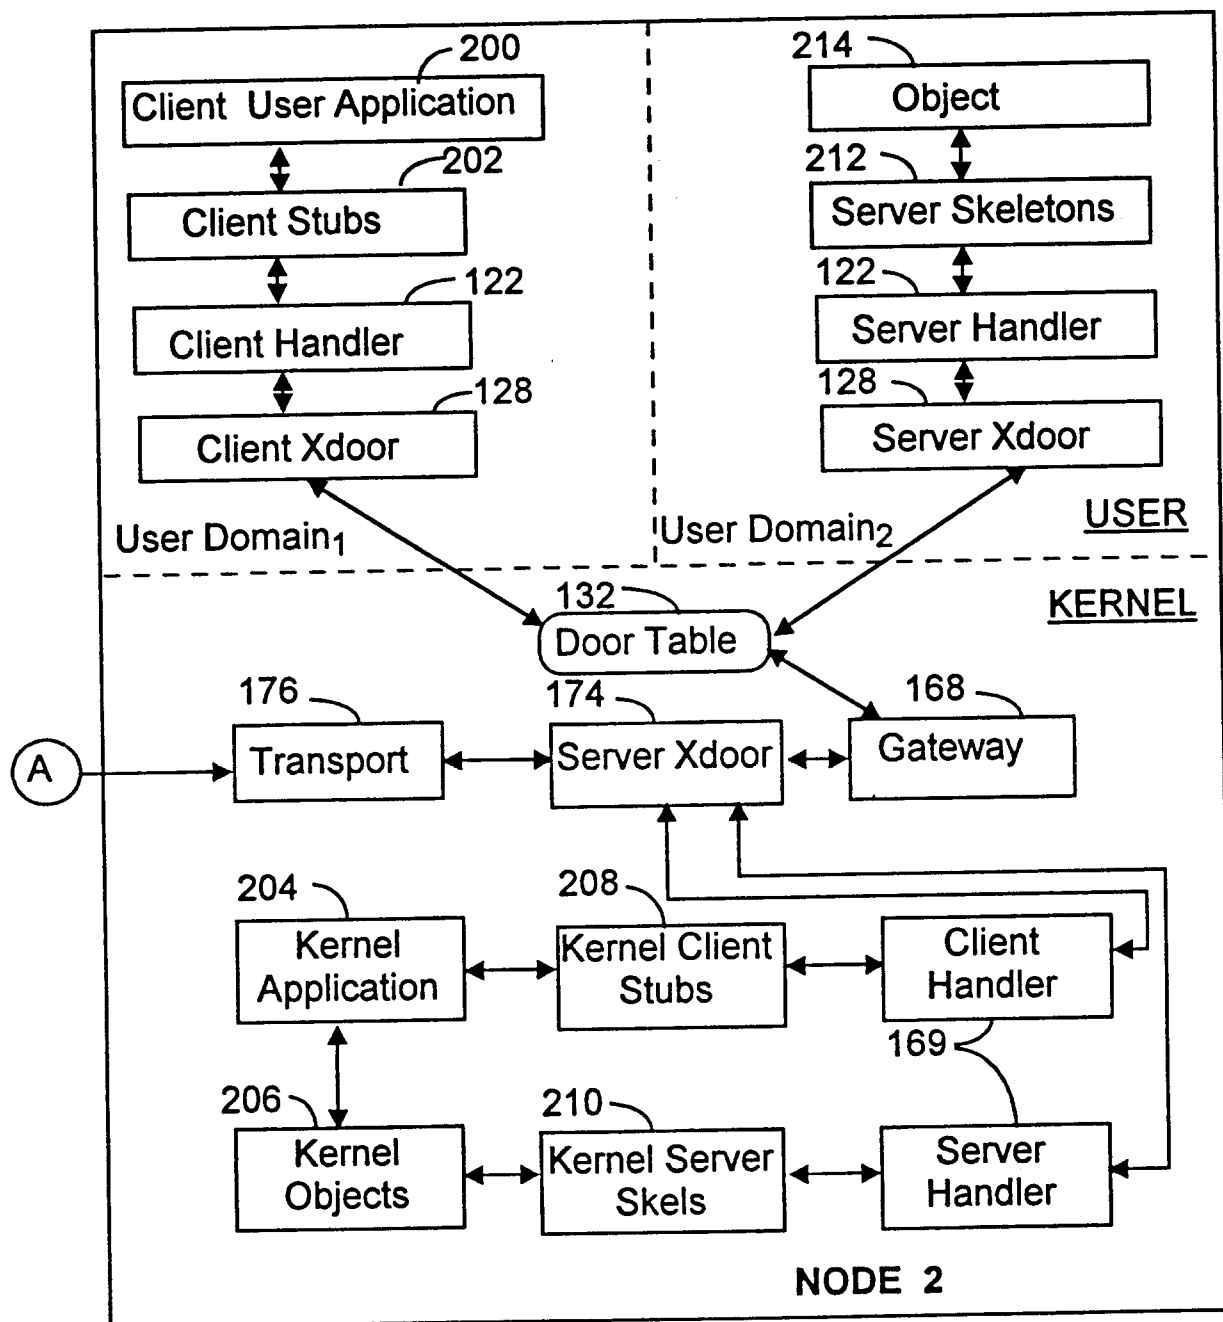 200
Client User Application
202
Client Stubs
122
Client Handler
128
Client Xdoor
User Domain1
214
Object
212
Server Skeletons
122
Server Handler
128
Server Xdoor
User Domain2
USER
KERNEL
132
Door Table
176
Transport
174
Server Xdoor
168
Gateway
A
204
Kernel
Application
208
Kernel Client
Stubs
Client
Handler
169
206
Kernel
Objects
210
Kernel Server
Skels
Server
Handler
NODE 2